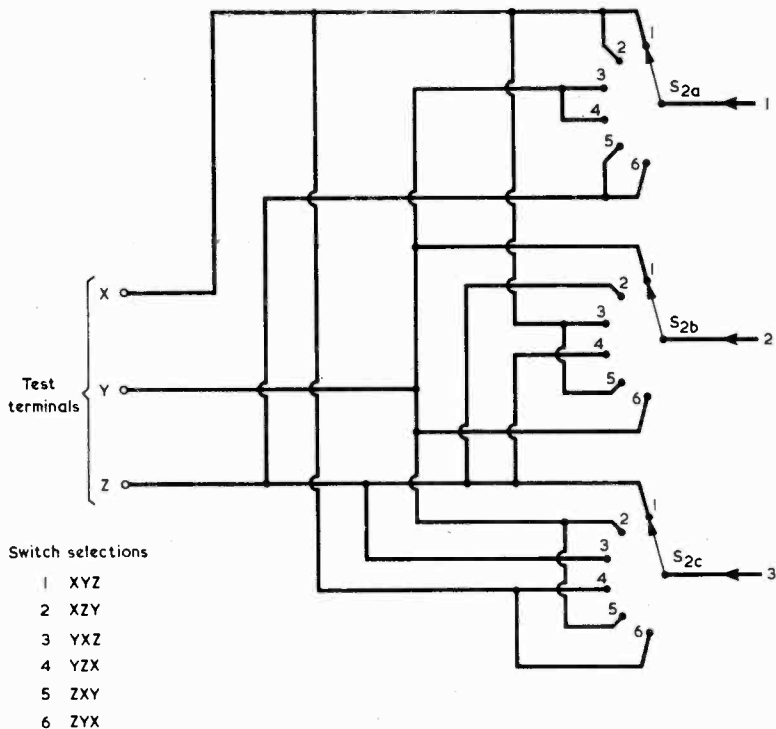 1
2
3
4
5
6
S2a
1
1
2
3
4
5
6
S2b
2
1
2
3
4
5
6
S2c
3
X
Y
Z
Test
terminals
Switch selections
1 XYZ
2 XZY
3 YXZ
4 YZX
5 ZXY
6 ZYX